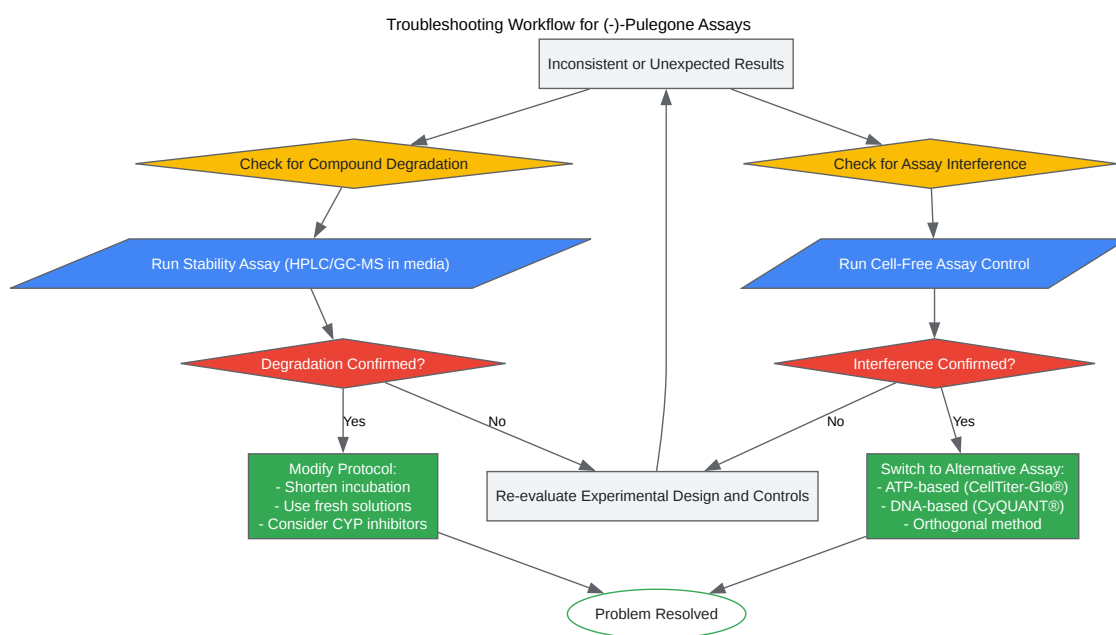 Troubleshooting Workflow for (-)-Pulegone Assays
Inconsistent or Unexpected Results
Check for Compound Degradation
Check for Assay Interference
Run Stability Assay (HPLC/GC-MS in media)
Run Cell-Free Assay Control
Degradation Confirmed?
Interference Confirmed?
Yes
No
No
Yes
Modify Protocol:
- Shorten incubation
- Use fresh solutions
- Consider CYP inhibitors
Re-evaluate Experimental Design and Controls
Switch to Alternative Assay:
- ATP-based (CellTiter-Glo®)
- DNA-based (CyQUANT®)
- Orthogonal method
Problem Resolved